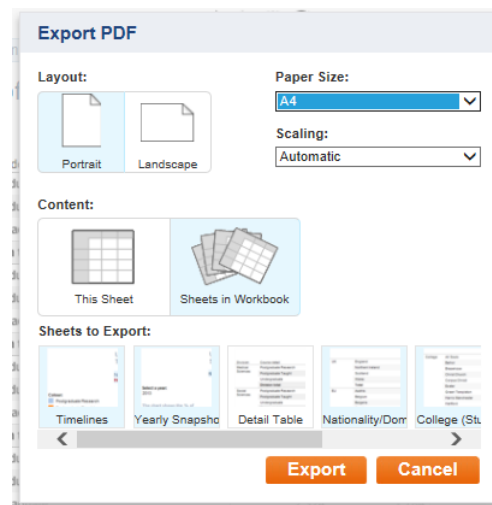 Export PDF
Layout:
Paper Size:
A4
Scaling:
Portrait
Landscape
Automatic
Content:
This Sheet
Sheets in Workbook
Sheets to Export:
Timelines
Yearly Snapsho
Detail Table
Nationality/Dom
College (Stu
Export
Cancel